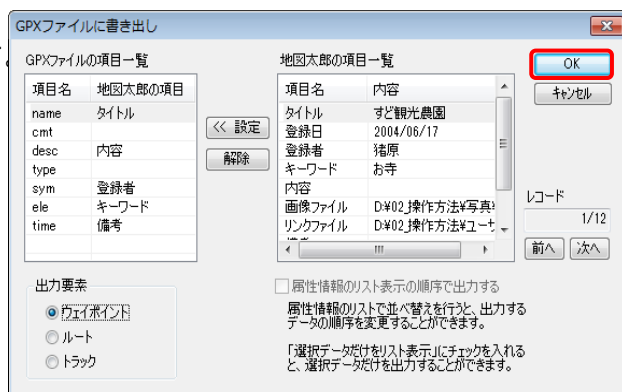 GPXファイルに書き出し
GPXファイルの項目一覧
項目名 地図太郎の項目
name タイトル
cmt
desc 内容
type
sym 登録者
ele キーワード
time 備考
<< 設定
解除
地図太郎の項目一覧
項目名 内容
タイトル すど観光農園
登録日 2004/06/17
登録者 猪原
キーワード お寺
内容
画像ファイル D:¥02_操作方法¥写真
リンクファイル D:¥02_操作方法¥ユーザ
OK
キャンセル
レコード
1/12
前へ 次へ
出力要素
ウェイポイント
ルート
トラック
属性情報のリスト表示の順序で出力する
属性情報のリストで並べ替えを行うと、出力する
データの順序を変更することができます。
「選択データだけをリスト表示」にチェックを入れる
と、選択データだけを出力することができます。